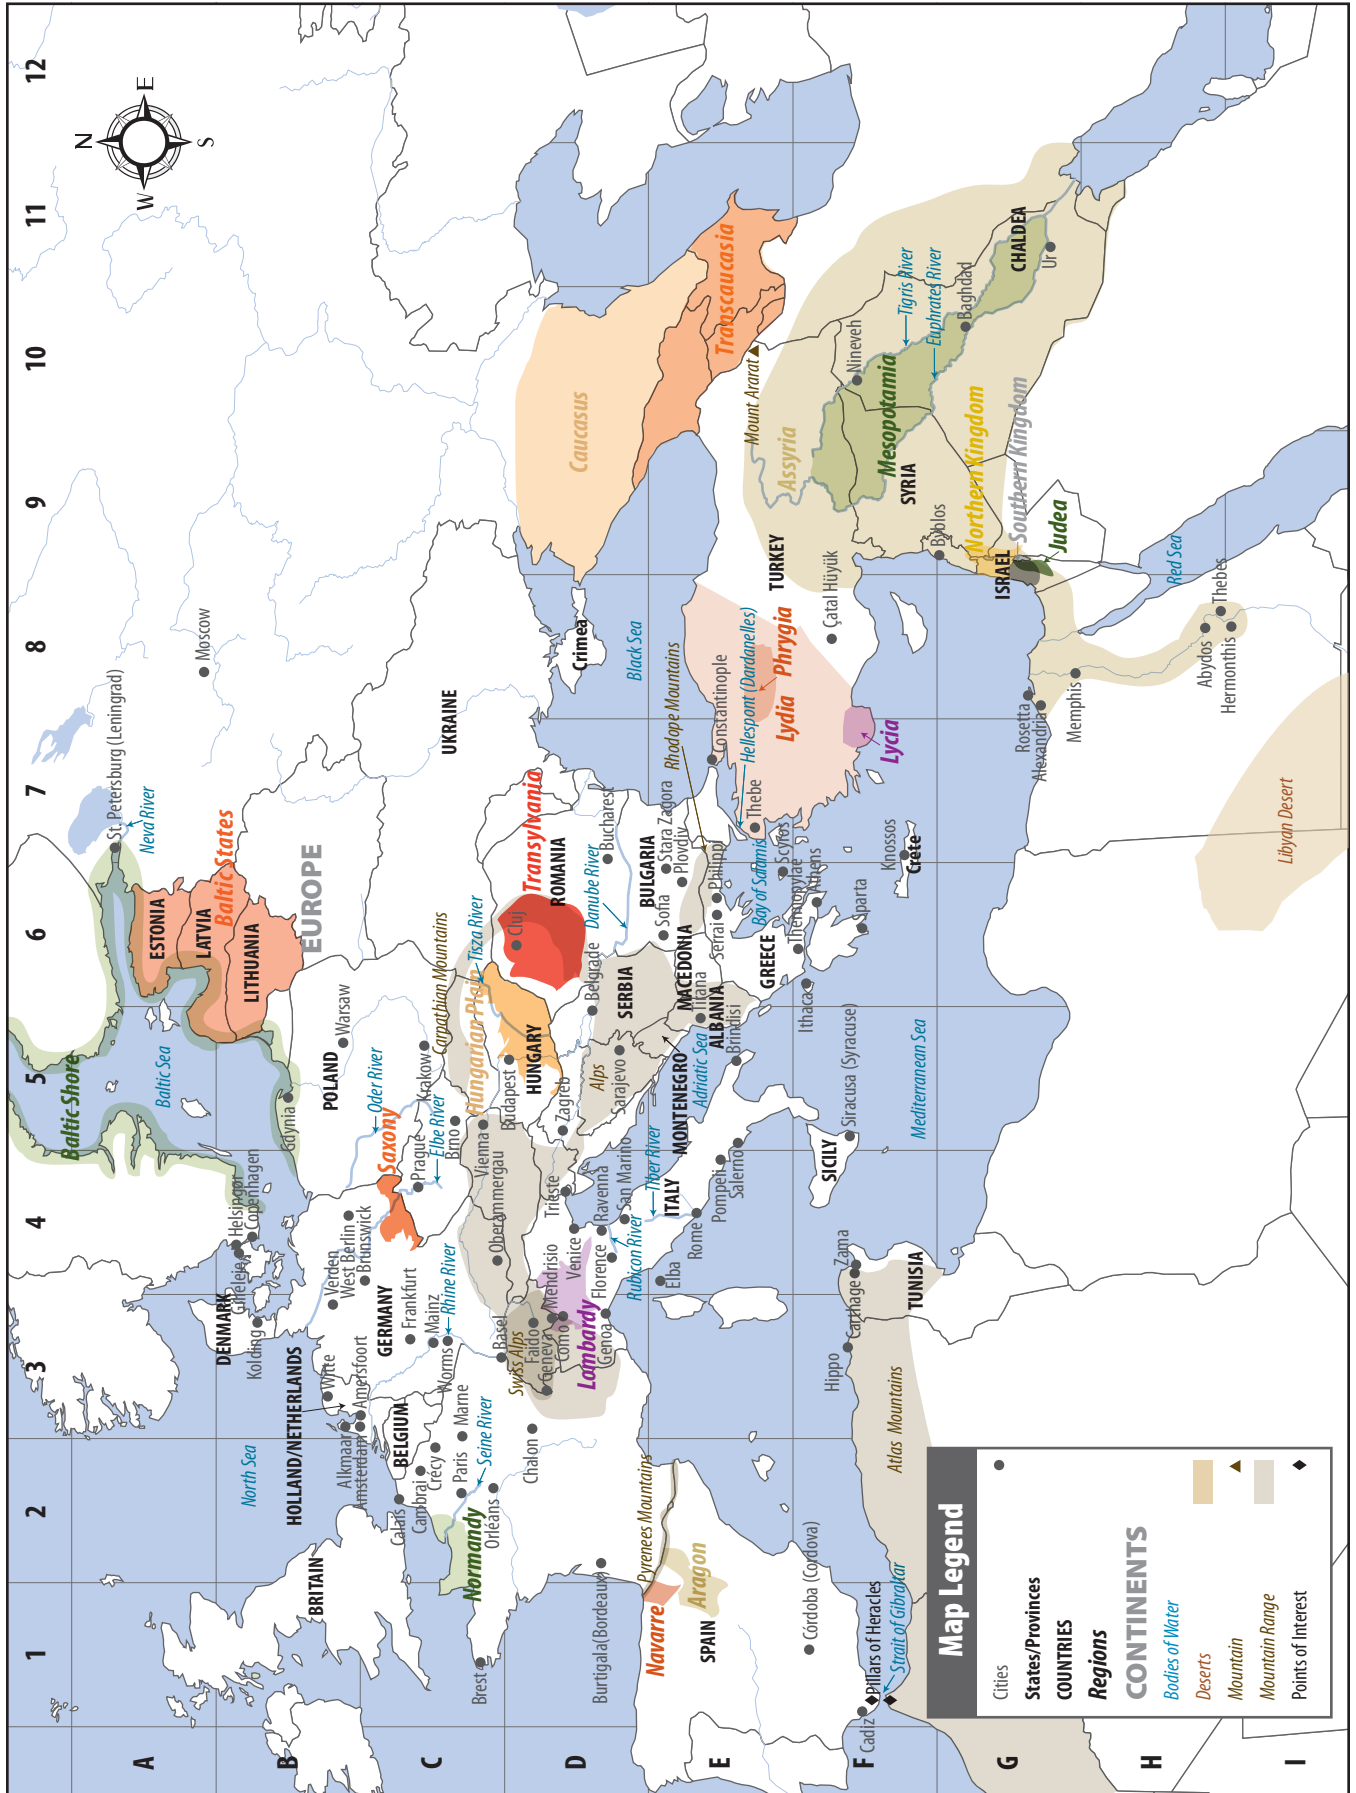 1
2
3
4
5
6
7
8
9
10
11
12
A
B
C
D
E
F
G
H
I
N
E
S
W
St. Petersburg (Leningrad)
Neva River
Moscow
Baltic Shore
Baltic Sea
ESTONIA
LATVIA
Baltic States
LITHUANIA
EUROPE
Helsingør
Copenhagen
Gilleleje
DENMARK
Kolding
North Sea
Gdynia
POLAND
Warsaw
HOLLAND/NETHERLANDS
Witte
Alkmaar
Amersfoort
Amsterdam
Verden
West Berlin
Brunswick
GERMANY
Oder River
Saxony
BRITAIN
BELGIUM
Calais
Cambrai
Crécy
Paris
Marne
Frankfurt
Mainz
Worms
Rhine River
Prague
Elbe River
Krakow
Brno
Carpathian Mountains
UKRAINE
Normandy
Orléans
Seine River
Brest
Basel
Oberammergau
Vienna
Hungarian Plain
Tisza River
Swiss Alps
Chalon
Faido
Geneva
Mendrisio
Como
Lambardy
Genoa
Budapest
HUNGARY
Cluj
Transylvania
ROMANIA
Crimea
Caucasus
Trieste
Venice
Zagreb
Alps
Belgrade
Danube River
Bucharest
Burtigala(Bordeaux)
Florence
Ravenna
San Marino
Rubicon River
Tiber River
Sarajevo
SERBIA
BULGARIA
Black Sea
Pyrenees Mountains
Navarre
Aragon
SPAIN
Elba
ITALY
Rome
MONTENEGRO
Adriatic Sea
MACEDONIA
Sofia
Stara Zagora
Plovdiv
Rhodope Mountains
Transcaucasia
Pompeii
Salerno
Brindisi
ALBANIA
Tirana
Serrai
Philippi
Constantinople
Hellespont (Dardanelles)
Thebe
Mount Ararat
Bay of Salamis
GREECE
Scyros
Thermopylae
Athens
Ithaca
Sparta
Lydia
Phrygia
TURKEY
Assyria
Córdoba (Cordova)
SICILY
Siracusa (Syracuse)
Çatal Hüyük
Nineveh
Cadiz
Pillars of Heracles
Strait of Gibraltar
Hippo
Carthage
Zama
TUNISIA
Atlas Mountains
Mediterranean Sea
Knossos
Crete
Lycia
Mesopotamia
SYRIA
Tigris River
Euphrates River
Baghdad
Byblos
Northern Kingdom
ISRAEL
Southern Kingdom
Judea
CHALDEA
Ur
Rosetta
Alexandria
Memphis
Red Sea
Abydos
Thebes
Hermonthis
Libyan Desert
Map Legend
Cities
States/Provinces
COUNTRIES
Regions
CONTINENTS
Bodies of Water
Deserts
Mountain
Mountain Range
Points of Interest